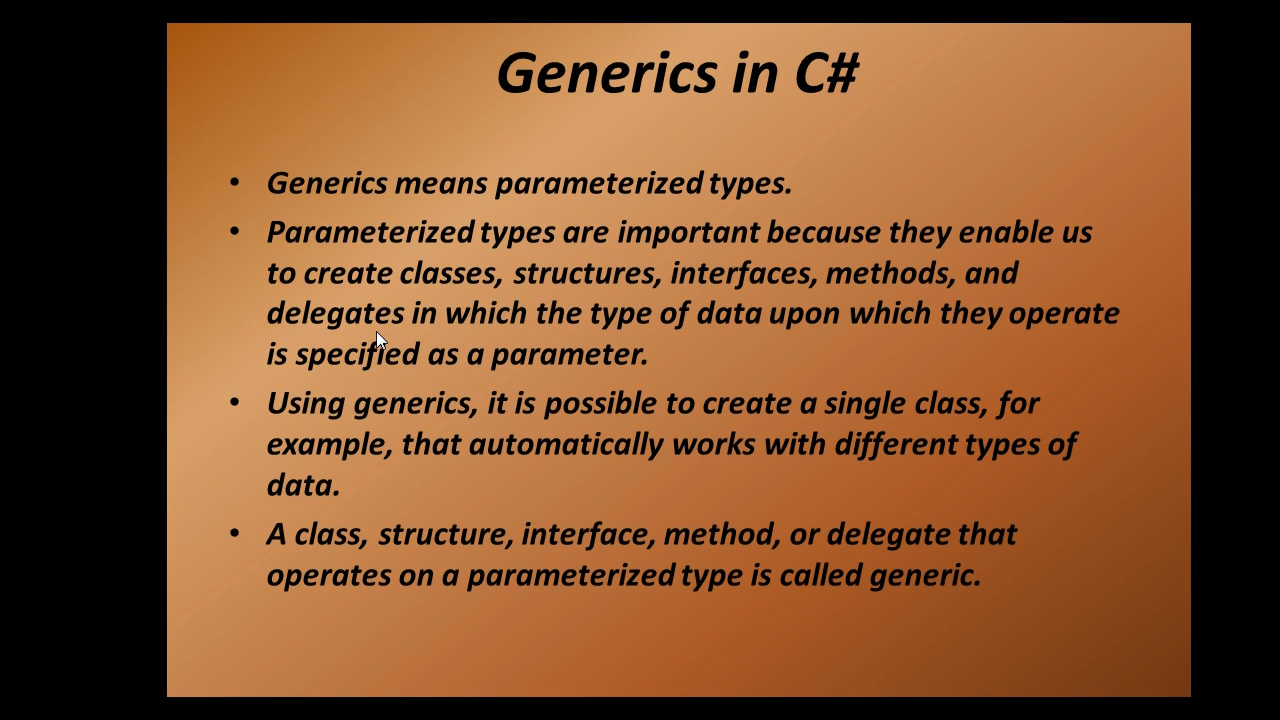 Generics in C#
• Generics means parameterized types.
• Parameterized types are important because they enable us
to create classes, structures, interfaces, methods, and
delegates in which the type of data upon which they operate
is specified as a parameter.
• Using generics, it is possible to create a single class, for
example, that automatically works with different types of
data.
• A class, structure, interface, method, or delegate that
operates on a parameterized type is called generic.